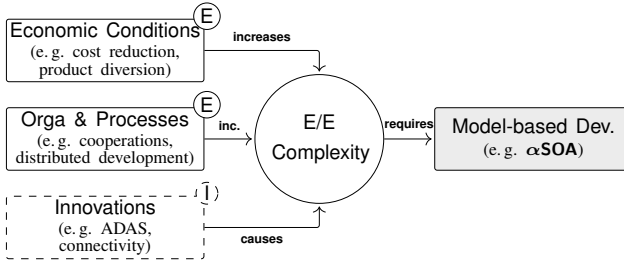 Economic Conditions
E
(e. g. cost reduction,
product diversion)
increases
Orga & Processes
E
(e. g. cooperations,
distributed development)
inc.
E/E
Complexity
requires
Model-based Dev.
(e. g. αSOA)
Innovations
I
(e. g. ADAS,
connectivity)
causes